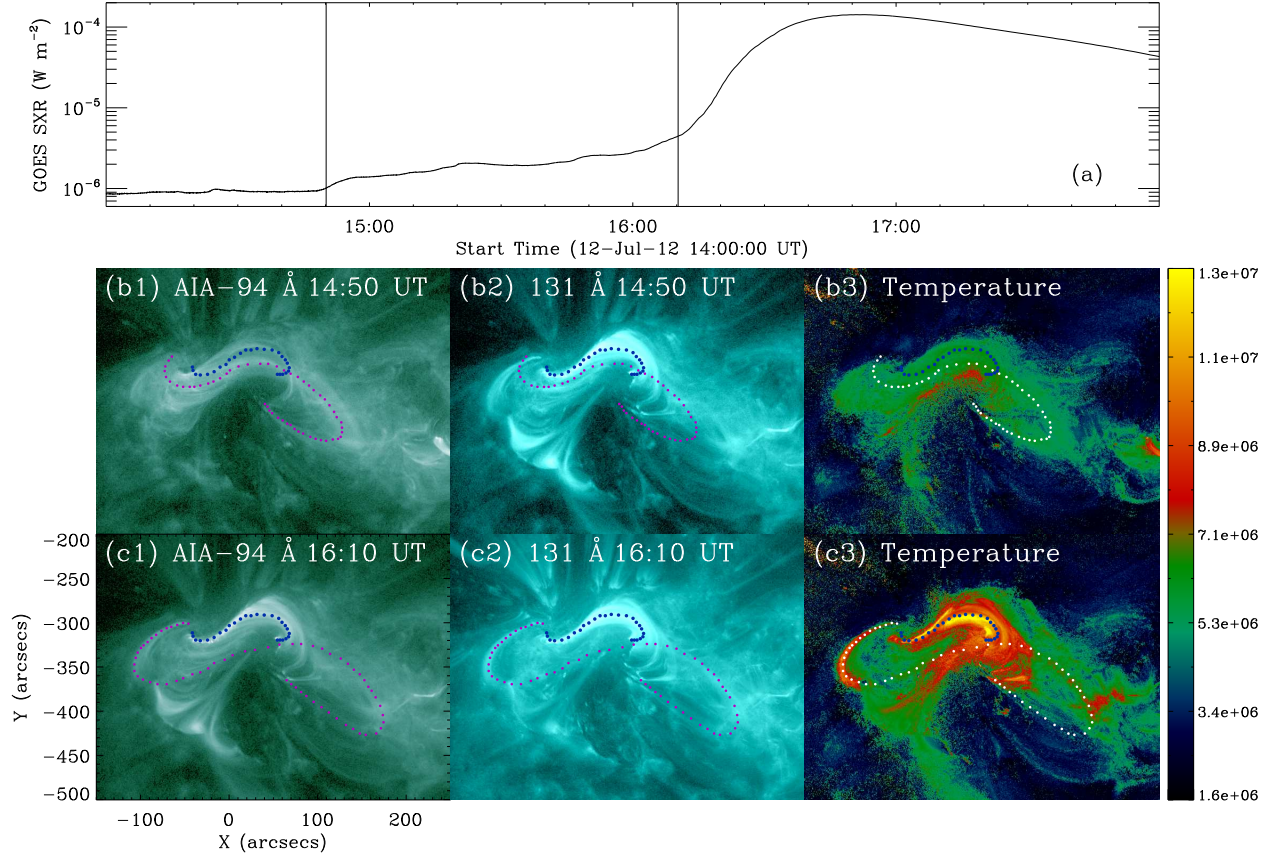 GOES SXR (W m⁻²)
10⁻⁴
10⁻⁵
10⁻⁶
(a)
15:00 16:00 17:00
Start Time (12-Jul-12 14:00:00 UT)
(b1) AIA-94 Å 14:50 UT
(b2) 131 Å 14:50 UT
(b3) Temperature
(c1) AIA-94 Å 16:10 UT
(c2) 131 Å 16:10 UT
(c3) Temperature
Y (arcsecs)
-200
-250
-300
-350
-400
-450
-500
-100 0 100 200
X (arcsecs)
1.3e+07
1.1e+07
8.9e+06
7.1e+06
5.3e+06
3.4e+06
1.6e+06